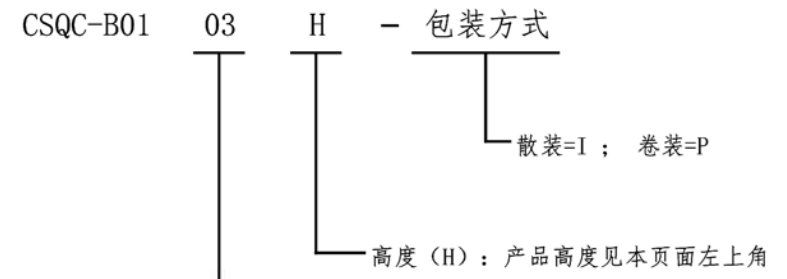 CSQC-B01 03 H - 包装方式
散装=I ； 卷装=P
高度（H）：产品高度见本页面左上角